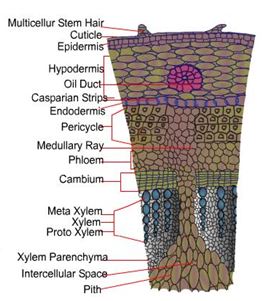 Multicellur Stem Hair
Cuticle
Epidermis
Hypodermis
Oil Duct
Casparian Strips
Endodermis
Pericycle
Medullary Ray
Phloem
Cambium
Meta Xylem
Xylem
Proto Xylem
Xylem Parenchyma
Intercellular Space
Pith